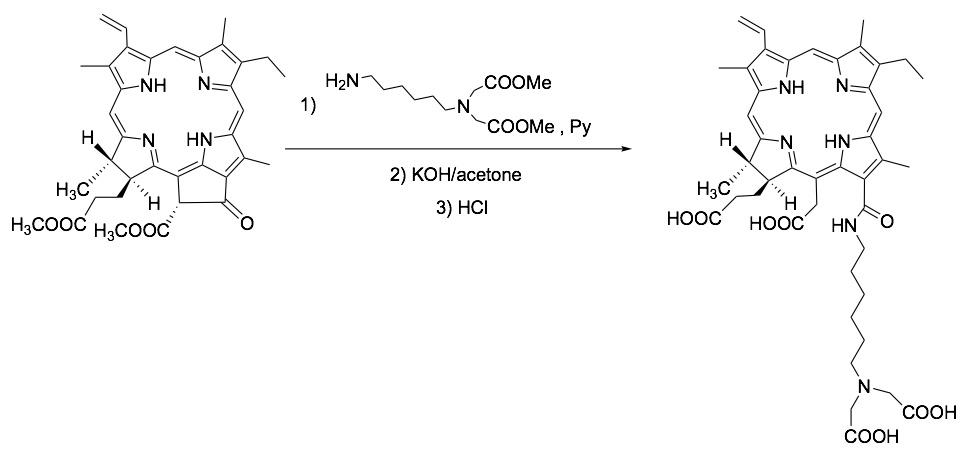 H₂N
COOMe
1)
N
COOMe , Py
2) KOH/acetone
3) HCl
NH
N
N
HN
H
H₃C
H
H₃COOC
H₃COOC
O
NH
N
N
HN
H
H₃C
H
HOOC
HOOC
HN
O
N
COOH
COOH